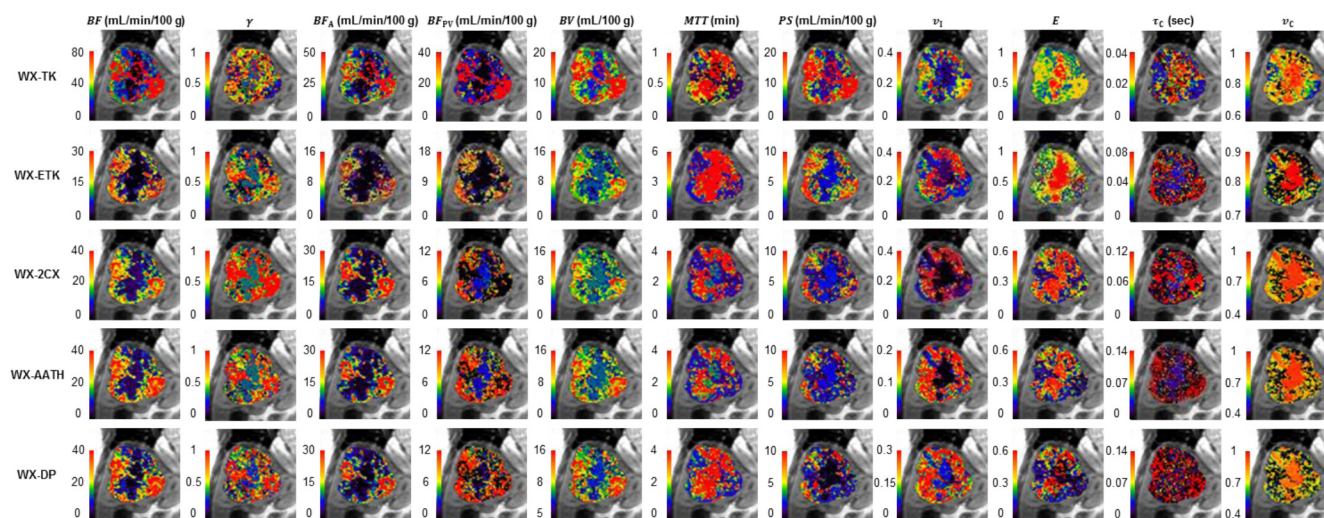 BF (mL/min/100 g) γ BF_A (mL/min/100 g) BF_PV (mL/min/100 g) BV (mL/100 g) MTT (min) PS (mL/min/100 g) v_I E τ_C (sec) v_C
80 1 50 40 20 1 20 0.4 1 0.04 1
WX-TK 40 0.5 25 20 10 0.5 10 0.2 0.5 0.02 0.8
0 0 0 0 0 0 0 0 0 0 0.6
30 1 16 18 16 6 10 0.4 1 0.08 0.9
WX-ETK 15 0.5 8 9 8 3 5 0.2 0.5 0.04 0.8
0 0 0 0 0 0 0 0 0 0 0.7
40 1 30 12 16 4 10 0.4 0.6 0.12 1
WX-2CX 20 0.5 15 6 8 2 5 0.2 0.3 0.06 0.7
0 0 0 0 0 0 0 0 0 0 0.4
40 1 30 12 16 4 10 0.2 0.6 0.14 1
WX-AATH 20 0.5 15 6 8 2 5 0.1 0.3 0.07 0.7
0 0 0 0 0 0 0 0 0 0 0.4
40 1 30 12 16 4 10 0.3 0.6 0.14 1
WX-DP 20 0.5 15 6 8 2 5 0.15 0.3 0.07 0.7
0 0 0 0 5 0 0 0 0 0 0.4